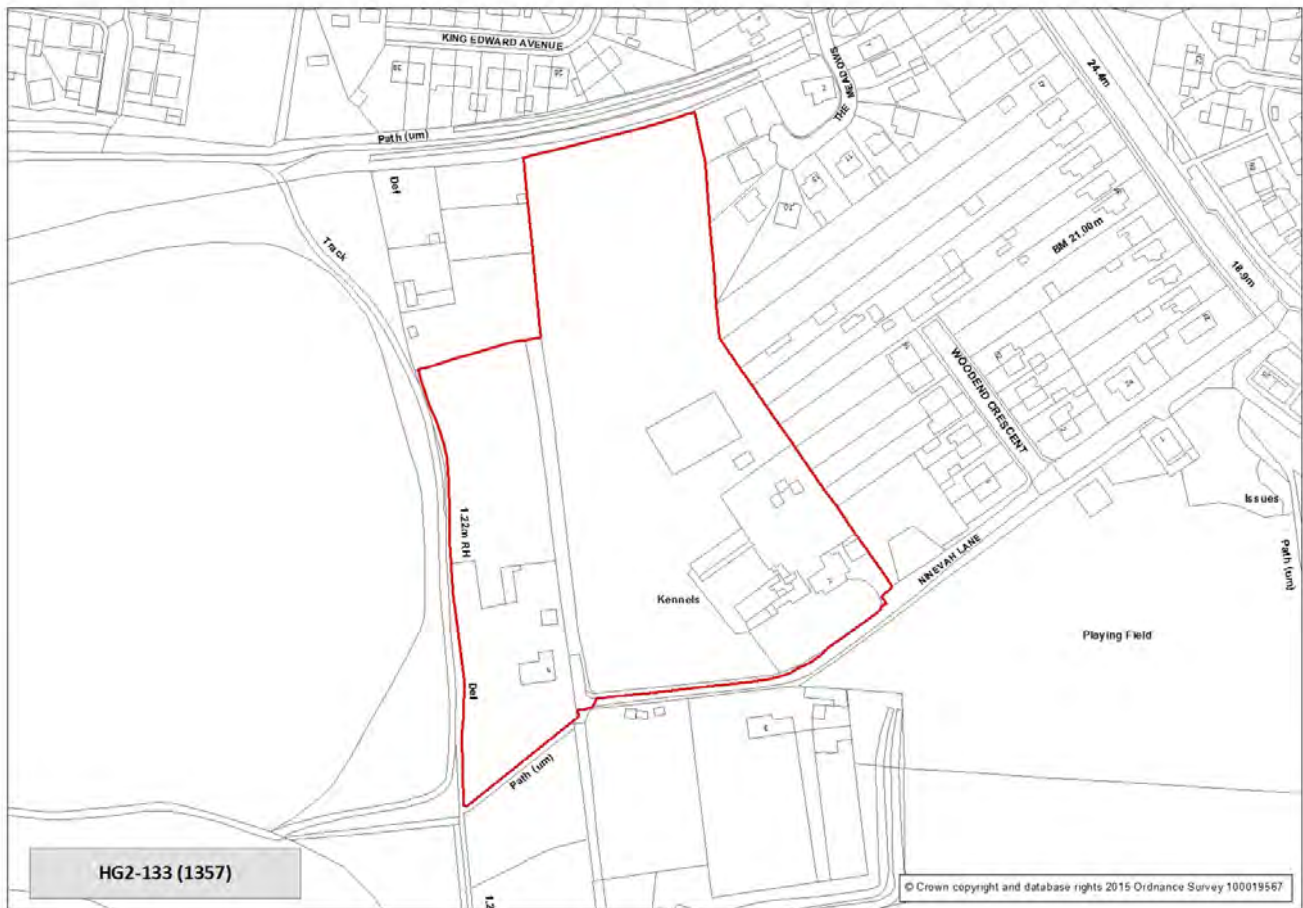 KING EDWARD AVENUE
THE MEADOWS
24.4m
Path (um)
Def
Track
BM 21.00m
18.9m
WOODEND CRESCENT
1.22m RH
Issues
Path (um)
NINEVAH LANE
Kennels
Playing Field
Def
Path (um)
HG2-133 (1357)
© Crown copyright and database rights 2015 Ordnance Survey 100019567